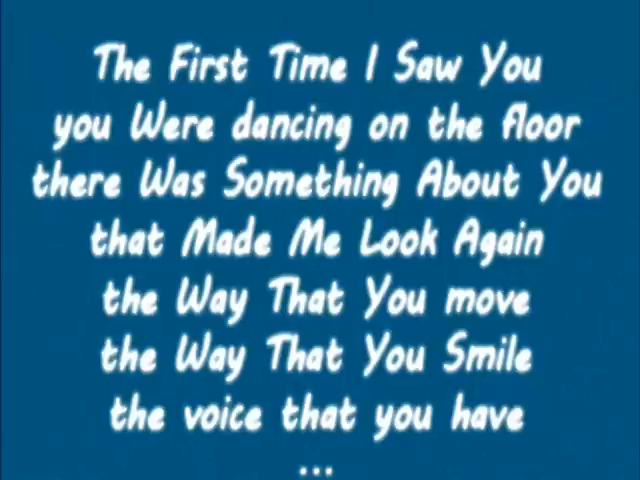 The First Time I Saw You
you Were dancing on the floor
there Was Something About You
that Made Me Look Again
the Way That You move
the Way That You Smile
the voice that you have
...